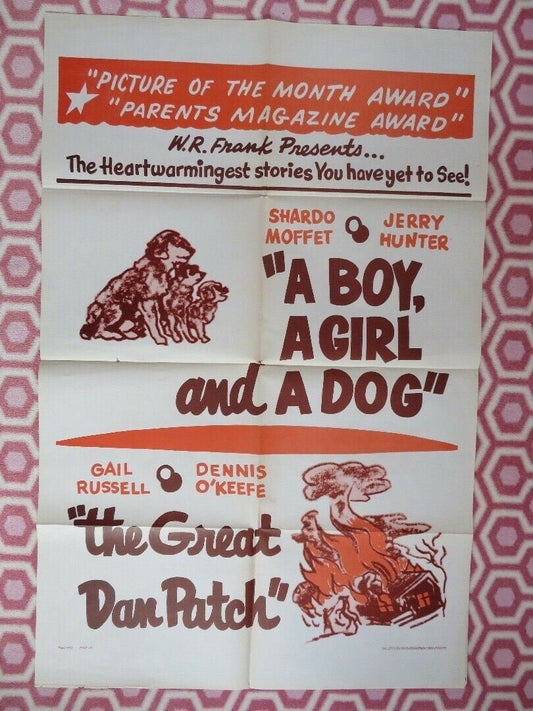 "PICTURE OF THE MONTH AWARD"
"PARENTS MAGAZINE AWARD"
W.R. Frank Presents...
The Heartwarmingest stories You have yet to See!
SHARDO MOFFET
JERRY HUNTER
"A BOY,
A GIRL
and A DOG"
GAIL RUSSELL
DENNIS O'KEEFE
"the Great
Dan Patch"